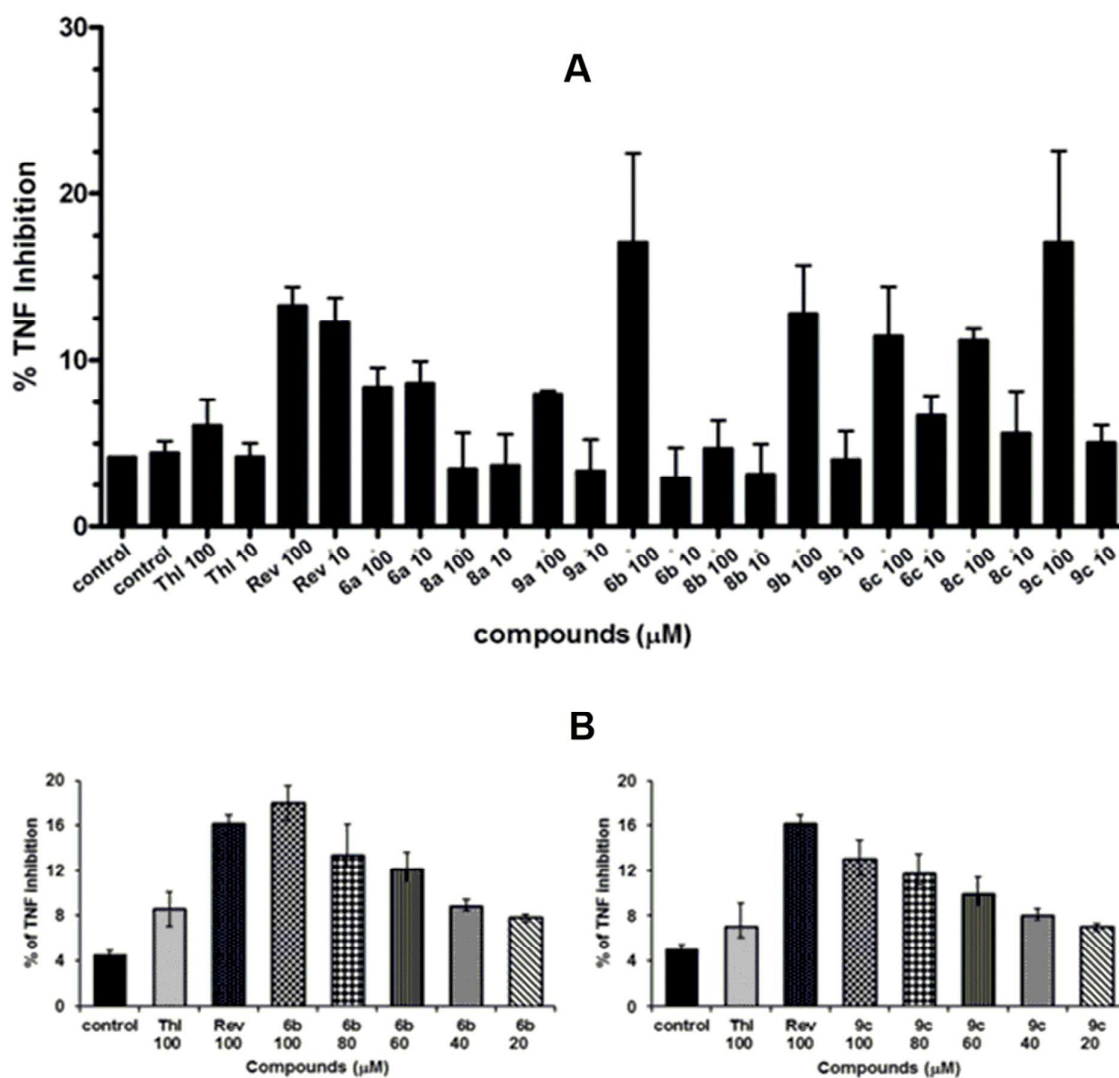 A
30
20
10
0
% TNF Inhibition
control control Thl 100 Thl 10 Rev 100 Rev 10 6a 100 6a 10 8a 100 8a 10 9a 100 9a 10 6b 100 6b 10 8b 100 8b 10 9b 100 9b 10 6c 100 6c 10 8c 100 8c 10 9c 100 9c 10
compounds (μM)
B
20
16
12
8
4
0
% of TNF inhibition
control Thl Rev 6b 6b 6b 6b 6b
100 100 100 80 60 40 20
Compounds (μM)
20
16
12
8
4
0
% of TNF inhibition
control Thl Rev 9c 9c 9c 9c 9c
100 100 100 80 60 40 20
Compounds (μM)